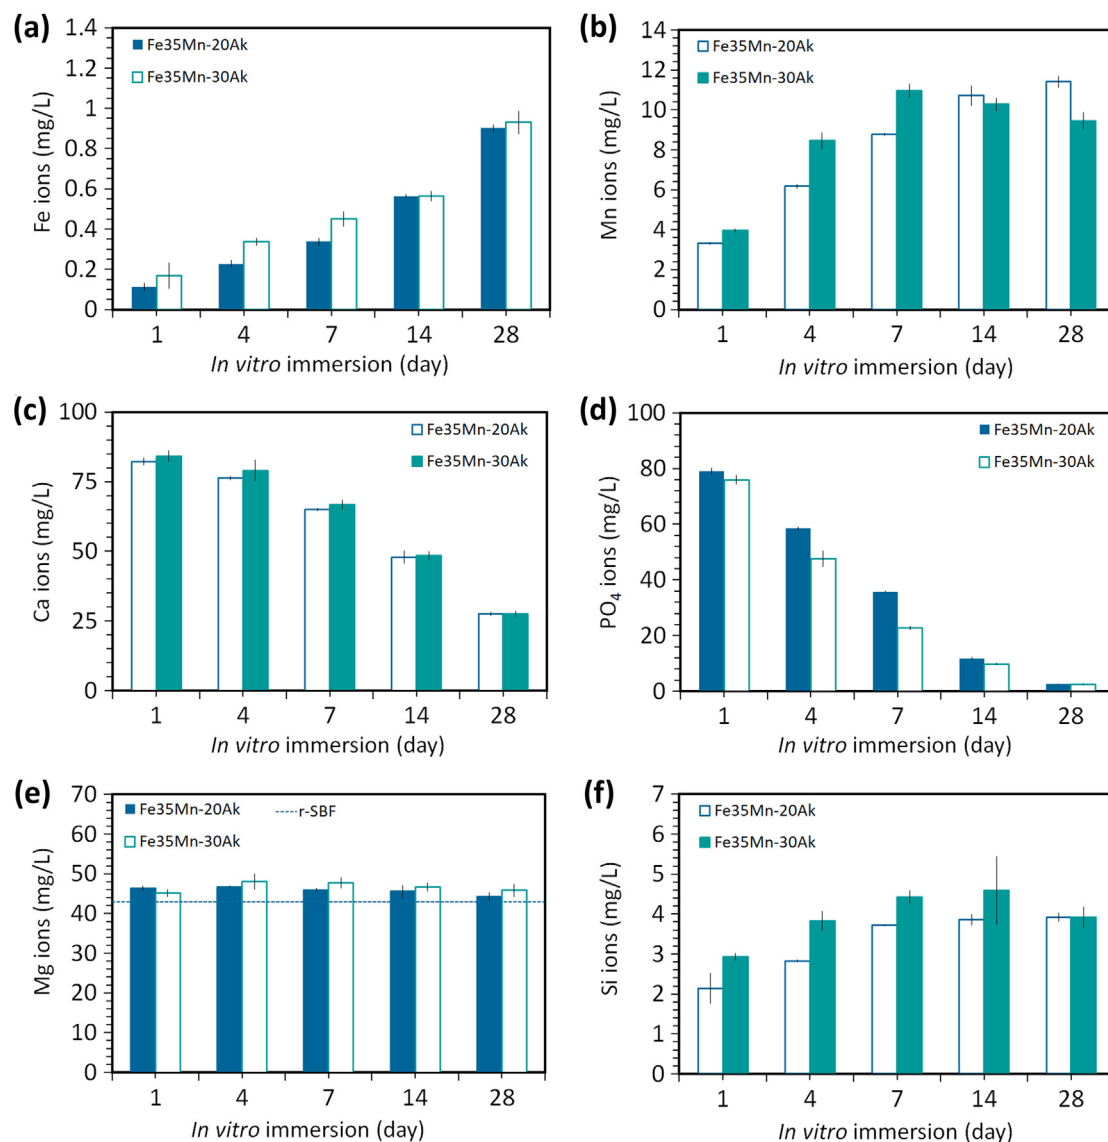 (a)
1.4
1.2
1
0.8
0.6
0.4
0.2
0
Fe ions (mg/L)
Fe35Mn-20Ak
Fe35Mn-30Ak
1 4 7 14 28
In vitro immersion (day)
(b)
14
12
10
8
6
4
2
0
Mn ions (mg/L)
Fe35Mn-20Ak
Fe35Mn-30Ak
1 4 7 14 28
In vitro immersion (day)
(c)
100
75
50
25
0
Ca ions (mg/L)
Fe35Mn-20Ak
Fe35Mn-30Ak
1 4 7 14 28
In vitro immersion (day)
(d)
100
80
60
40
20
0
PO₄ ions (mg/L)
Fe35Mn-20Ak
Fe35Mn-30Ak
1 4 7 14 28
In vitro immersion (day)
(e)
70
60
50
40
30
20
10
0
Mg ions (mg/L)
Fe35Mn-20Ak r-SBF
Fe35Mn-30Ak
1 4 7 14 28
In vitro immersion (day)
(f)
7
6
5
4
3
2
1
0
Si ions (mg/L)
Fe35Mn-20Ak
Fe35Mn-30Ak
1 4 7 14 28
In vitro immersion (day)